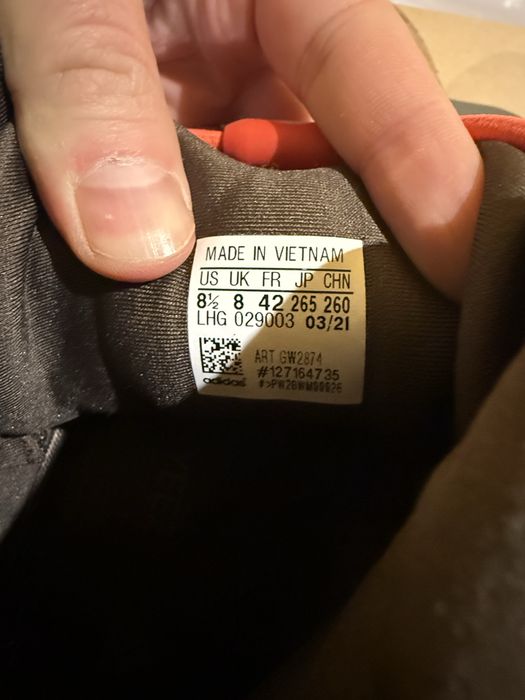 MADE IN VIETNAM
US UK FR JP CHN
8½ 8 42 265 260
LHG 029003 03/21
ART GW2874
#127164735
adidas #>PW2BWM99926